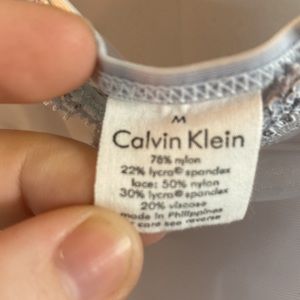 M
Calvin Klein
78% nylon
22% lycra® spandex
lace: 50% nylon
30% lycra® spandex
20% viscose
made in Philippines
care see reverse